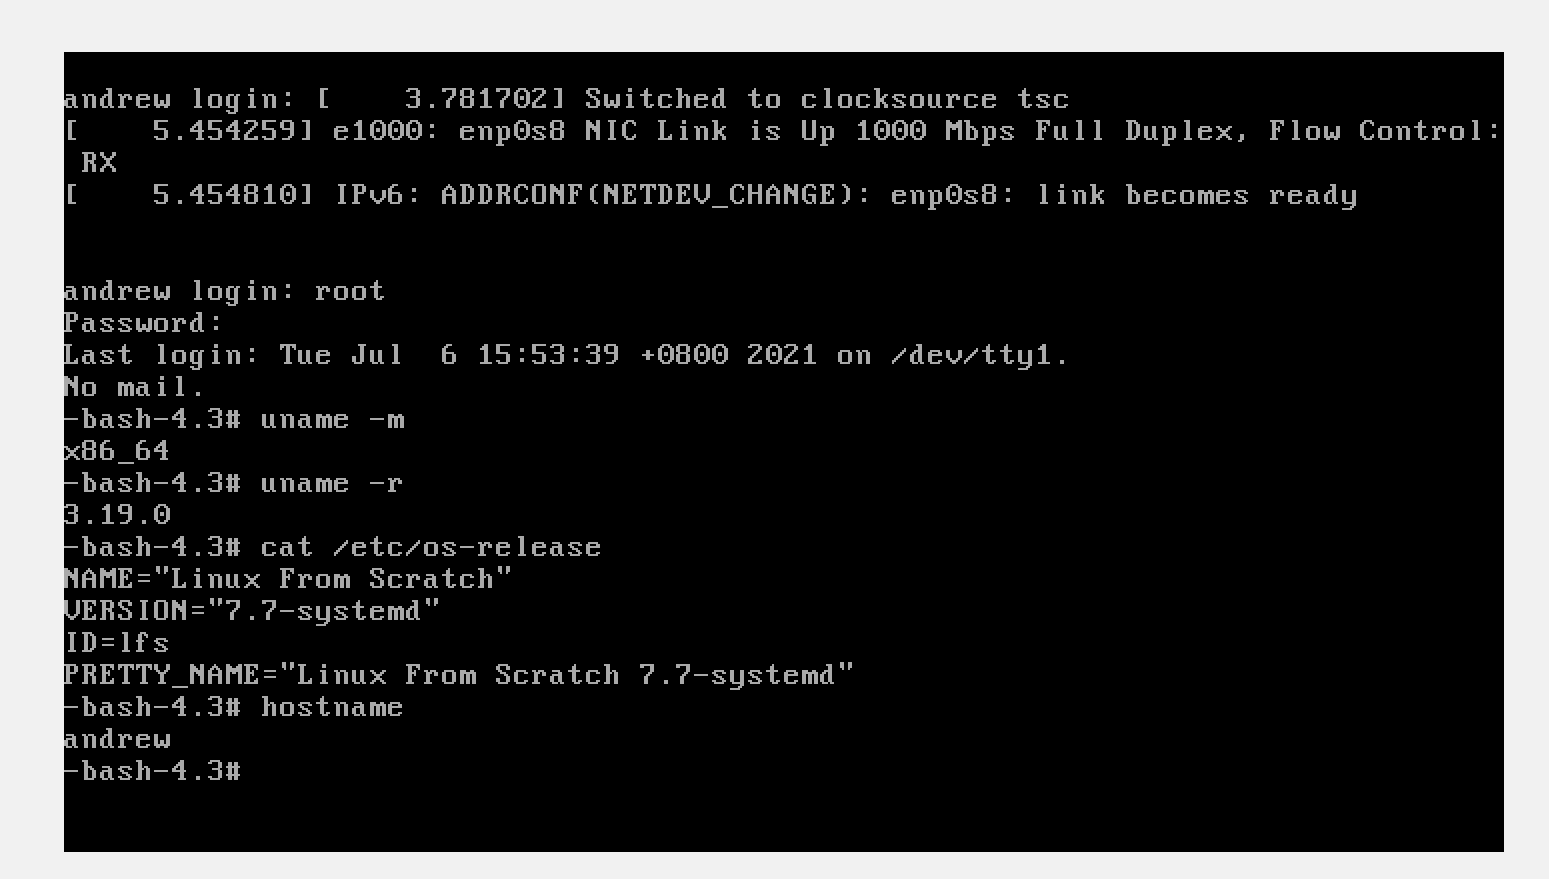 andrew login: [    3.781702] Switched to clocksource tsc
[    5.454259] e1000: enp0s8 NIC Link is Up 1000 Mbps Full Duplex, Flow Control:
 RX
[    5.454810] IPv6: ADDRCONF(NETDEV_CHANGE): enp0s8: link becomes ready
andrew login: root
Password:
Last login: Tue Jul  6 15:53:39 +0800 2021 on /dev/tty1.
No mail.
-bash-4.3# uname -m
x86_64
-bash-4.3# uname -r
3.19.0
-bash-4.3# cat /etc/os-release
NAME="Linux From Scratch"
VERSION="7.7-systemd"
ID=lfs
PRETTY_NAME="Linux From Scratch 7.7-systemd"
-bash-4.3# hostname
andrew
-bash-4.3#